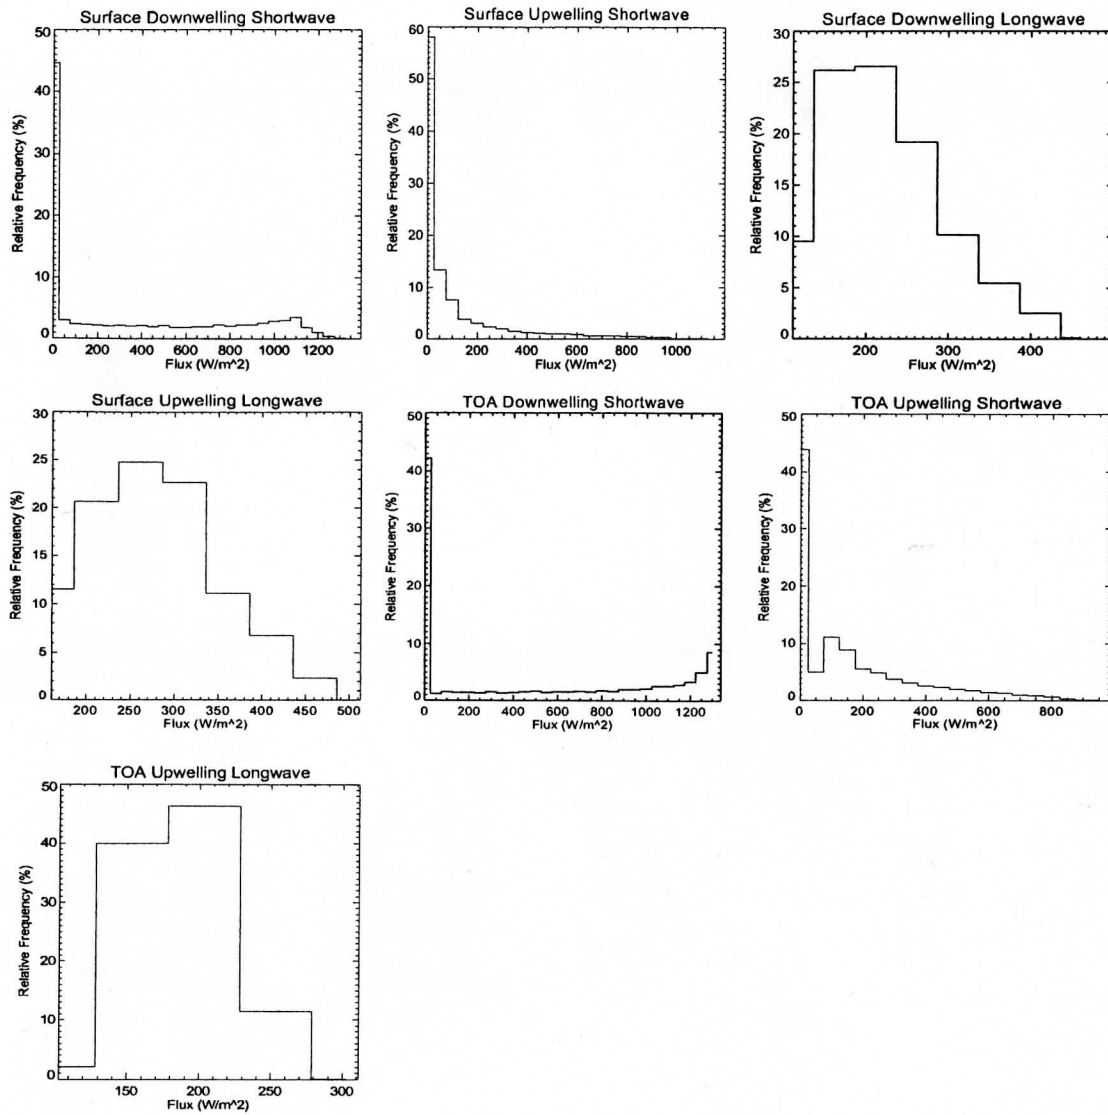 Surface Downwelling Shortwave
50
40
30
20
10
0
Relative Frequency (%)
0 200 400 600 800 1000 1200
Flux (W/m^2)
Surface Upwelling Shortwave
60
50
40
30
20
10
0
Relative Frequency (%)
0 200 400 600 800 1000
Flux (W/m^2)
Surface Downwelling Longwave
30
25
20
15
10
5
0
Relative Frequency (%)
200 300 400
Flux (W/m^2)
Surface Upwelling Longwave
30
25
20
15
10
5
0
Relative Frequency (%)
200 250 300 350 400 450 500
Flux (W/m^2)
TOA Downwelling Shortwave
50
40
30
20
10
0
Relative Frequency (%)
0 200 400 600 800 1000 1200
Flux (W/m^2)
TOA Upwelling Shortwave
50
40
30
20
10
0
Relative Frequency (%)
0 200 400 600 800
Flux (W/m^2)
TOA Upwelling Longwave
50
40
30
20
10
0
Relative Frequency (%)
150 200 250 300
Flux (W/m^2)